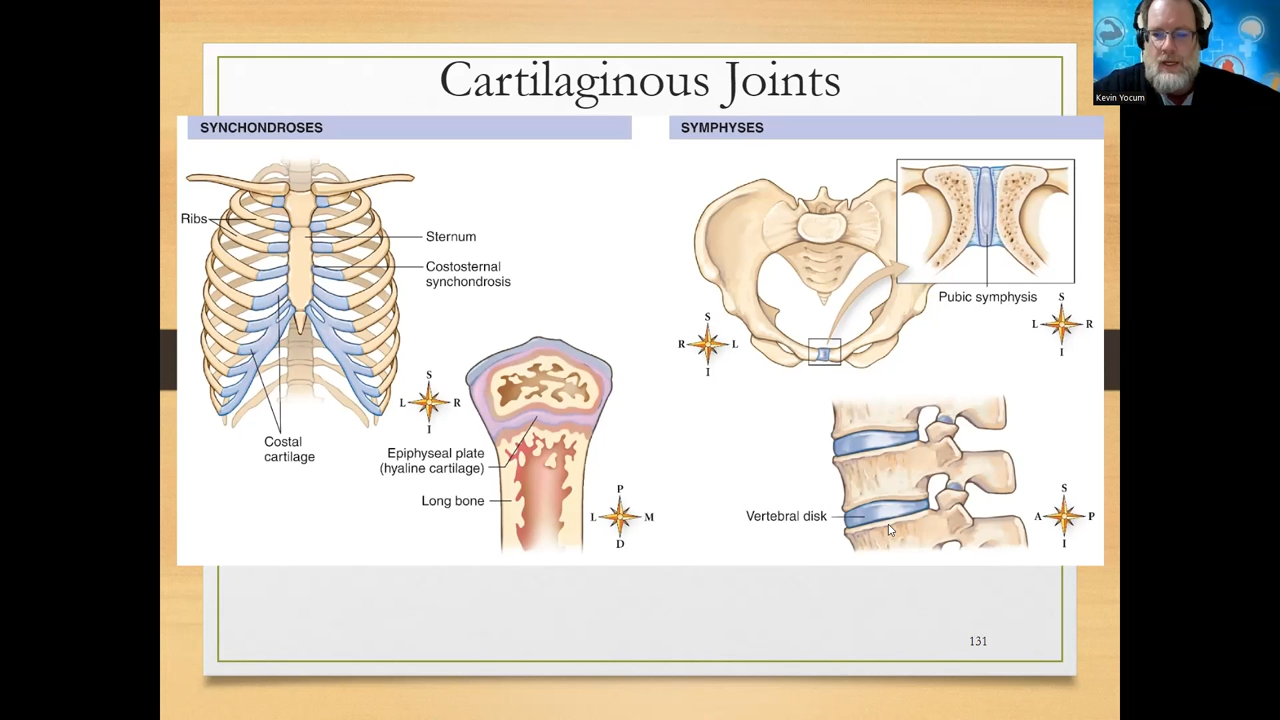 Cartilaginous Joints
Kevin Yocum
SYNCHONDROSES
Ribs
Sternum
Costosternal
synchondrosis
S
L
R
I
Costal
cartilage
Epiphyseal plate
(hyaline cartilage)
Long bone
P
L
M
D
SYMPHYSES
Pubic symphysis
S
R
L
I
S
L
R
I
Vertebral disk
S
A
P
I
131